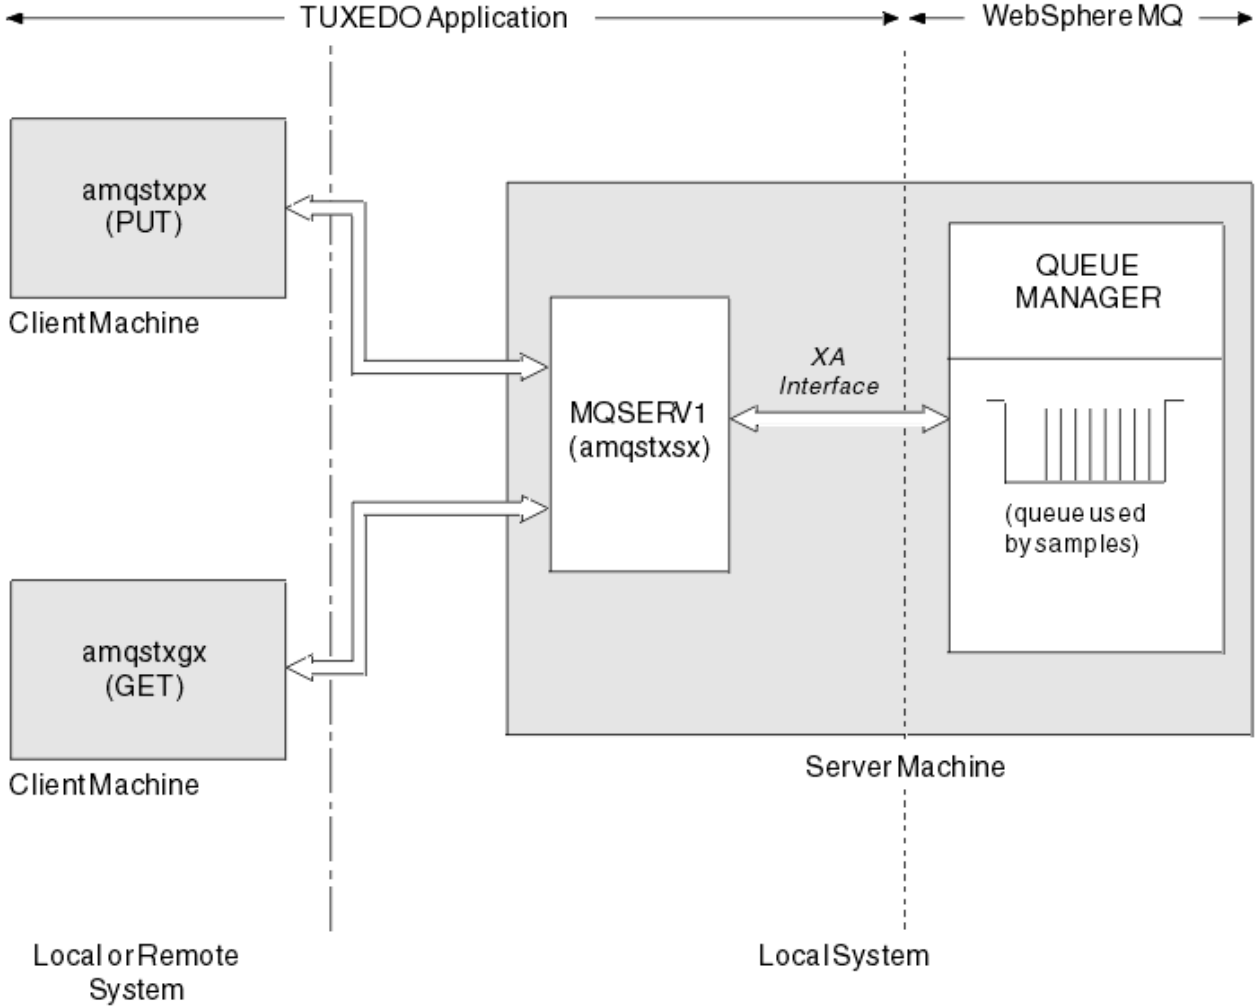 TUXEDO Application
WebSphere MQ
amqstxpx
(PUT)
Client Machine
QUEUE
MANAGER
XA
Interface
MQSERV1
(amqstxsx)
(queue used
by samples)
amqstxgx
(GET)
Client Machine
Server Machine
Local or Remote
System
Local System